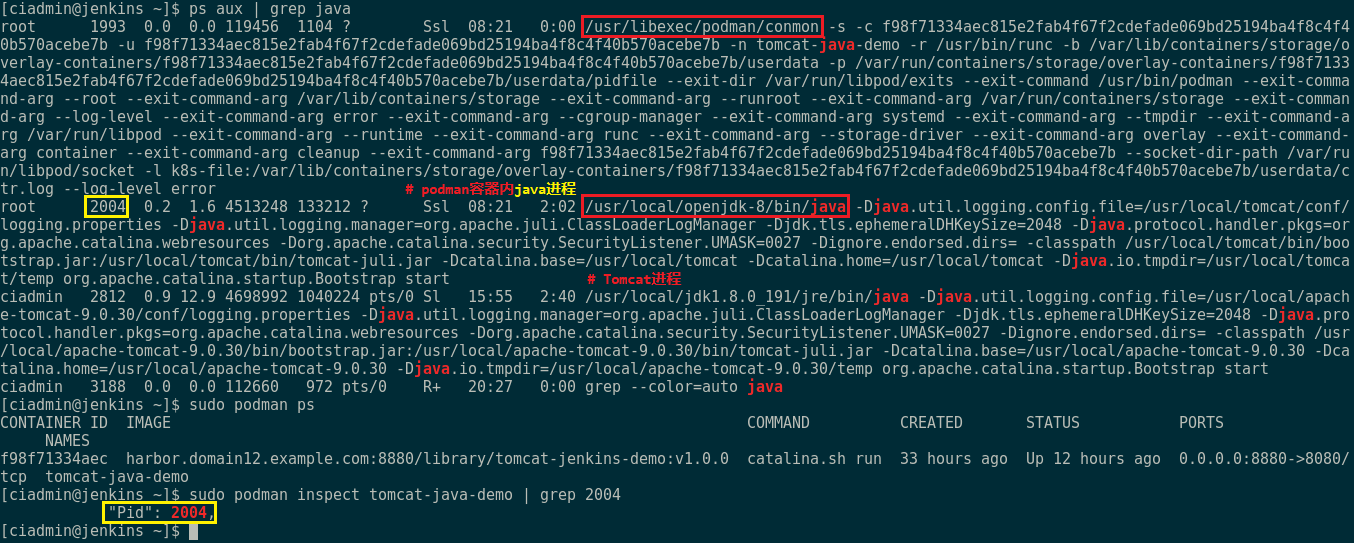 [ciadmin@jenkins ~]$ ps aux | grep java
root      1993  0.0  0.0 119456  1104 ?        Ssl  08:21   0:00 /usr/libexec/podman/conmon -s -c f98f71334aec815e2fab4f67f2cdefade069bd25194ba4f8c4f4
0b570acebe7b -u f98f71334aec815e2fab4f67f2cdefade069bd25194ba4f8c4f40b570acebe7b -n tomcat-java-demo -r /usr/bin/runc -b /var/lib/containers/storage/o
verlay-containers/f98f71334aec815e2fab4f67f2cdefade069bd25194ba4f8c4f40b570acebe7b/userdata -p /var/run/containers/storage/overlay-containers/f98f7133
4aec815e2fab4f67f2cdefade069bd25194ba4f8c4f40b570acebe7b/userdata/pidfile --exit-dir /var/run/libpod/exits --exit-command /usr/bin/podman --exit-comma
nd-arg --root --exit-command-arg /var/lib/containers/storage --exit-command-arg --runroot --exit-command-arg /var/run/containers/storage --exit-comman
d-arg --log-level --exit-command-arg error --exit-command-arg --cgroup-manager --exit-command-arg systemd --exit-command-arg --tmpdir --exit-command-a
rg /var/run/libpod --exit-command-arg --runtime --exit-command-arg runc --exit-command-arg --storage-driver --exit-command-arg overlay --exit-command-
arg container --exit-command-arg cleanup --exit-command-arg f98f71334aec815e2fab4f67f2cdefade069bd25194ba4f8c4f40b570acebe7b --socket-dir-path /var/ru
n/libpod/socket -l k8s-file:/var/lib/containers/storage/overlay-containers/f98f71334aec815e2fab4f67f2cdefade069bd25194ba4f8c4f40b570acebe7b/userdata/c
tr.log --log-level error # podman容器内java进程
root      2004  0.2  1.6 4513248 133212 ?      Ssl  08:21   2:02 /usr/local/openjdk-8/bin/java -Djava.util.logging.config.file=/usr/local/tomcat/conf/
logging.properties -Djava.util.logging.manager=org.apache.juli.ClassLoaderLogManager -Djdk.tls.ephemeralDHKeySize=2048 -Djava.protocol.handler.pkgs=or
g.apache.catalina.webresources -Dorg.apache.catalina.security.SecurityListener.UMASK=0027 -Dignore.endorsed.dirs= -classpath /usr/local/tomcat/bin/boo
tstrap.jar:/usr/local/tomcat/bin/tomcat-juli.jar -Dcatalina.base=/usr/local/tomcat -Dcatalina.home=/usr/local/tomcat -Djava.io.tmpdir=/usr/local/tomca
t/temp org.apache.catalina.startup.Bootstrap start # Tomcat进程
ciadmin   2812  0.9 12.9 4698992 1040224 pts/0 Sl   15:55   2:40 /usr/local/jdk1.8.0_191/jre/bin/java -Djava.util.logging.config.file=/usr/local/apach
e-tomcat-9.0.30/conf/logging.properties -Djava.util.logging.manager=org.apache.juli.ClassLoaderLogManager -Djdk.tls.ephemeralDHKeySize=2048 -Djava.pro
tocol.handler.pkgs=org.apache.catalina.webresources -Dorg.apache.catalina.security.SecurityListener.UMASK=0027 -Dignore.endorsed.dirs= -classpath /usr
/local/apache-tomcat-9.0.30/bin/bootstrap.jar:/usr/local/apache-tomcat-9.0.30/bin/tomcat-juli.jar -Dcatalina.base=/usr/local/apache-tomcat-9.0.30 -Dca
talina.home=/usr/local/apache-tomcat-9.0.30 -Djava.io.tmpdir=/usr/local/apache-tomcat-9.0.30/temp org.apache.catalina.startup.Bootstrap start
ciadmin   3188  0.0  0.0 112660   972 pts/0    R+   20:27   0:00 grep --color=auto java
[ciadmin@jenkins ~]$ sudo podman ps
CONTAINER ID  IMAGE  COMMAND  CREATED  STATUS  PORTS
NAMES
f98f71334aec  harbor.domain12.example.com:8880/library/tomcat-jenkins-demo:v1.0.0  catalina.sh run  33 hours ago  Up 12 hours ago  0.0.0.0:8880->8080/
tcp  tomcat-java-demo
[ciadmin@jenkins ~]$ sudo podman inspect tomcat-java-demo | grep 2004
"Pid": 2004,
[ciadmin@jenkins ~]$